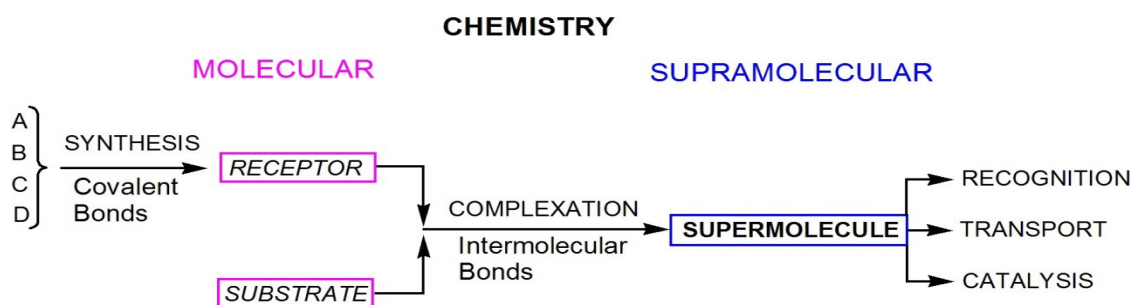 CHEMISTRY
MOLECULAR
SUPRAMOLECULAR
A
B
C
D
SYNTHESIS
Covalent
Bonds
RECEPTOR
SUBSTRATE
COMPLEXATION
Intermolecular
Bonds
SUPERMOLECULE
RECOGNITION
TRANSPORT
CATALYSIS